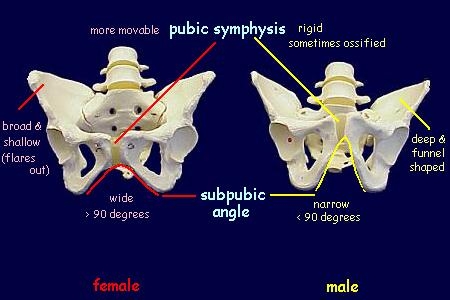 more movable
pubic symphysis
rigid
sometimes ossified
broad &
shallow
(flares
out)
deep &
funnel
shaped
wide
> 90 degrees
subpubic
angle
narrow
< 90 degrees
female
male